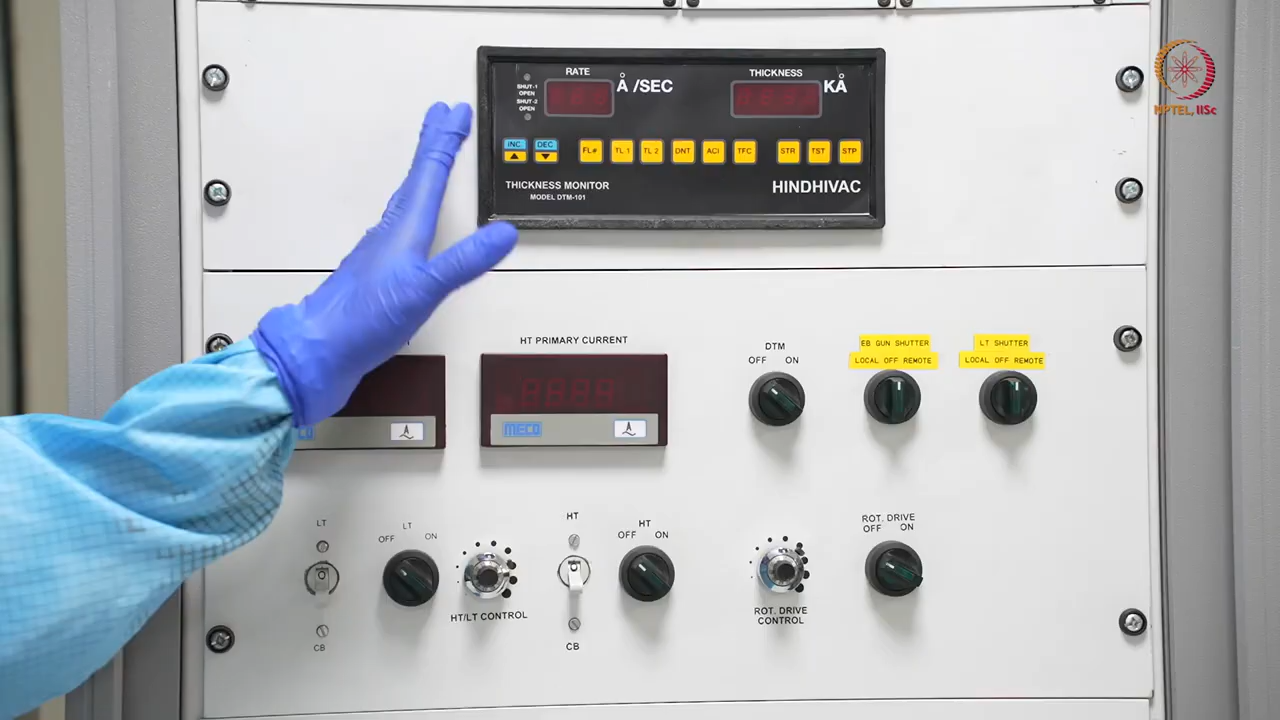 RATE
Å /SEC
THICKNESS
KÅ
SHUT-1
OPEN
SHUT-2
OPEN
INC
DEC
FL#
TL 1
TL 2
DNT
ACI
TFC
STR
TST
STP
THICKNESS MONITOR
MODEL DTM-101
HINDHIVAC
NPTEL, IISc
HT PRIMARY CURRENT
MECO
DTM
OFF ON
EB GUN SHUTTER
LOCAL OFF REMOTE
LT SHUTTER
LOCAL OFF REMOTE
LT
CB
LT
OFF ON
HT/LT CONTROL
HT
CB
HT
OFF ON
ROT. DRIVE
CONTROL
ROT. DRIVE
OFF ON